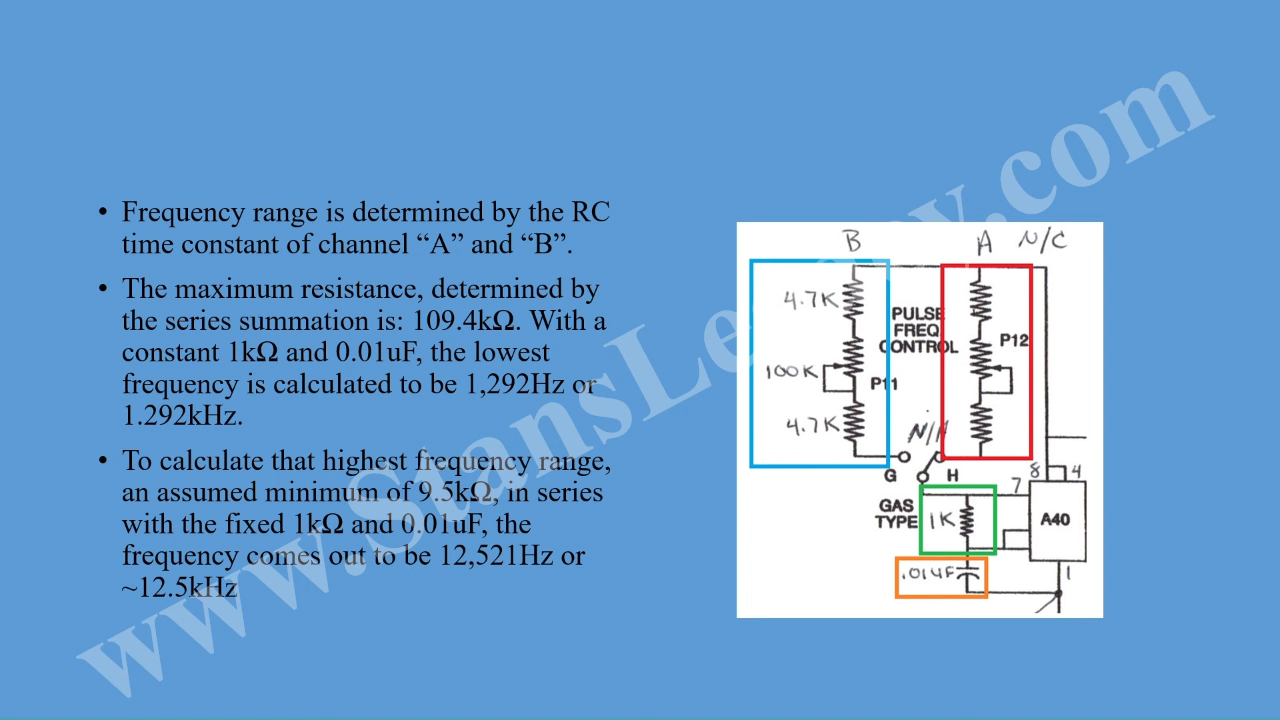 • Frequency range is determined by the RC
time constant of channel “A” and “B”.
• The maximum resistance, determined by
the series summation is: 109.4kΩ. With a
constant 1kΩ and 0.01uF, the lowest
frequency is calculated to be 1,292Hz or
1.292kHz.
• To calculate that highest frequency range,
an assumed minimum of 9.5kΩ, in series
with the fixed 1kΩ and 0.01uF, the
frequency comes out to be 12,521Hz or
~12.5kHz
B A N/C
4.7K
PULSE
FREQ
CONTROL
P12
100K
P11
4.7K
G H
8 4
7
GAS
TYPE
1K
A40
.01UF
1